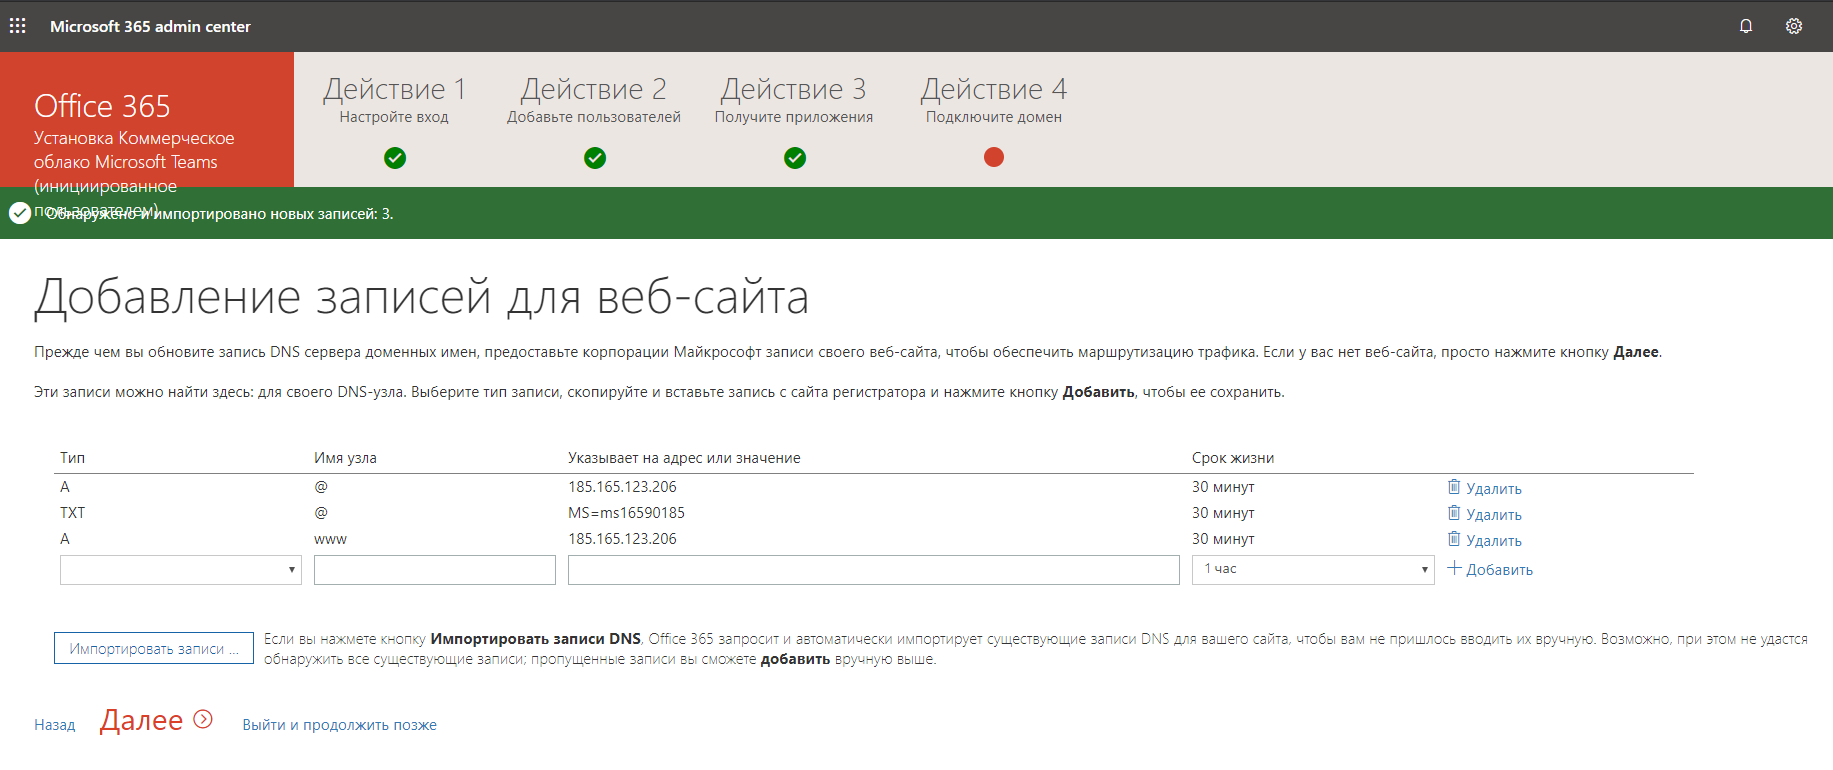 Microsoft 365 admin center
Office 365
Установка Коммерческое
облако Microsoft Teams
(инициированное
пользователем)
Действие 1
Настройте вход
Действие 2
Добавьте пользователей
Действие 3
Получите приложения
Действие 4
Подключите домен
Обнаружено и импортировано новых записей: 3.
Добавление записей для веб-сайта
Прежде чем вы обновите запись DNS сервера доменных имен, предоставьте корпорации Майкрософт записи своего веб-сайта, чтобы обеспечить маршрутизацию трафика. Если у вас нет веб-сайта, просто нажмите кнопку Далее.
Эти записи можно найти здесь: для своего DNS-узла. Выберите тип записи, скопируйте и вставьте запись с сайта регистратора и нажмите кнопку Добавить, чтобы ее сохранить.
Тип Имя узла Указывает на адрес или значение Срок жизни
A @ 185.165.123.206 30 минут Удалить
TXT @ MS=ms16590185 30 минут Удалить
A www 185.165.123.206 30 минут Удалить
1 час Добавить
Импортировать записи ...
Если вы нажмете кнопку Импортировать записи DNS, Office 365 запросит и автоматически импортирует существующие записи DNS для вашего сайта, чтобы вам не пришлось вводить их вручную. Возможно, при этом не удастся
обнаружить все существующие записи; пропущенные записи вы сможете добавить вручную выше.
Назад Далее Выйти и продолжить позже